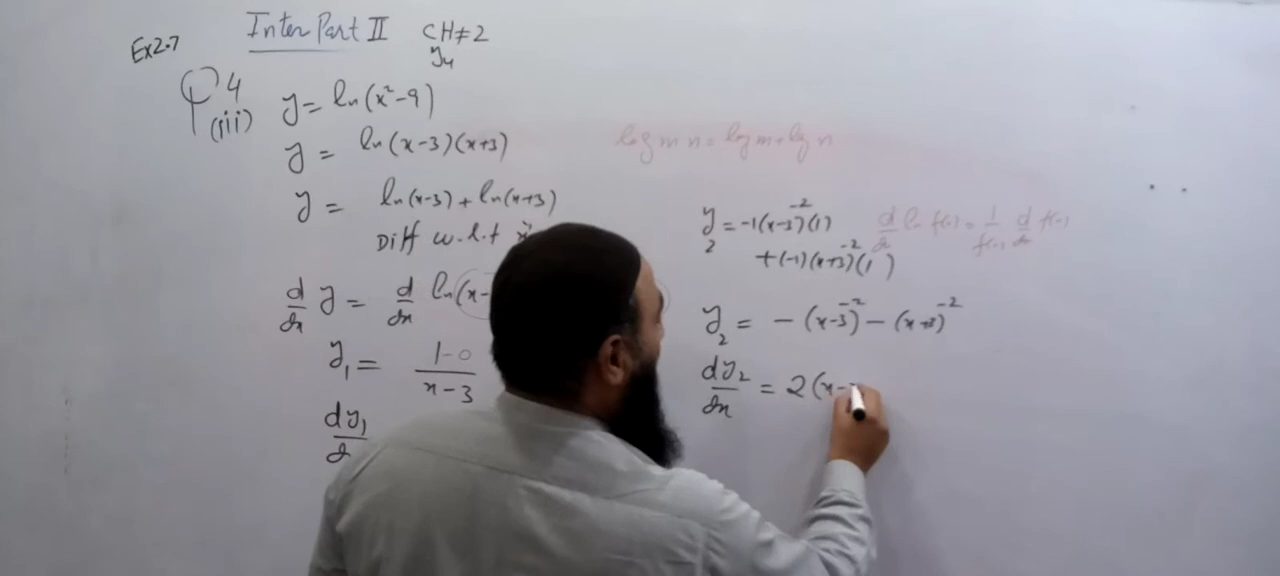 Ex2.7
Inter Part II CH≠2
y₄
Q4
(iii) y = ln(x²-9)
y = ln(x-3)(x+3)
y = ln(x-3) + ln(x+3)
Diff w.r.t x
d/dx y = d/dx ln(x-
y₁ = 1-0/x-3
dy₁
log m n = log m + log n
d/dx ln f(x) = 1/f(x) d/dx f(x)
y₂ = -1(x-3)⁻²(1)
+(-1)(x+3)⁻²(1)
y₂ = -(x-3)⁻² - (x+3)⁻²
dy₂/dx = 2(x-